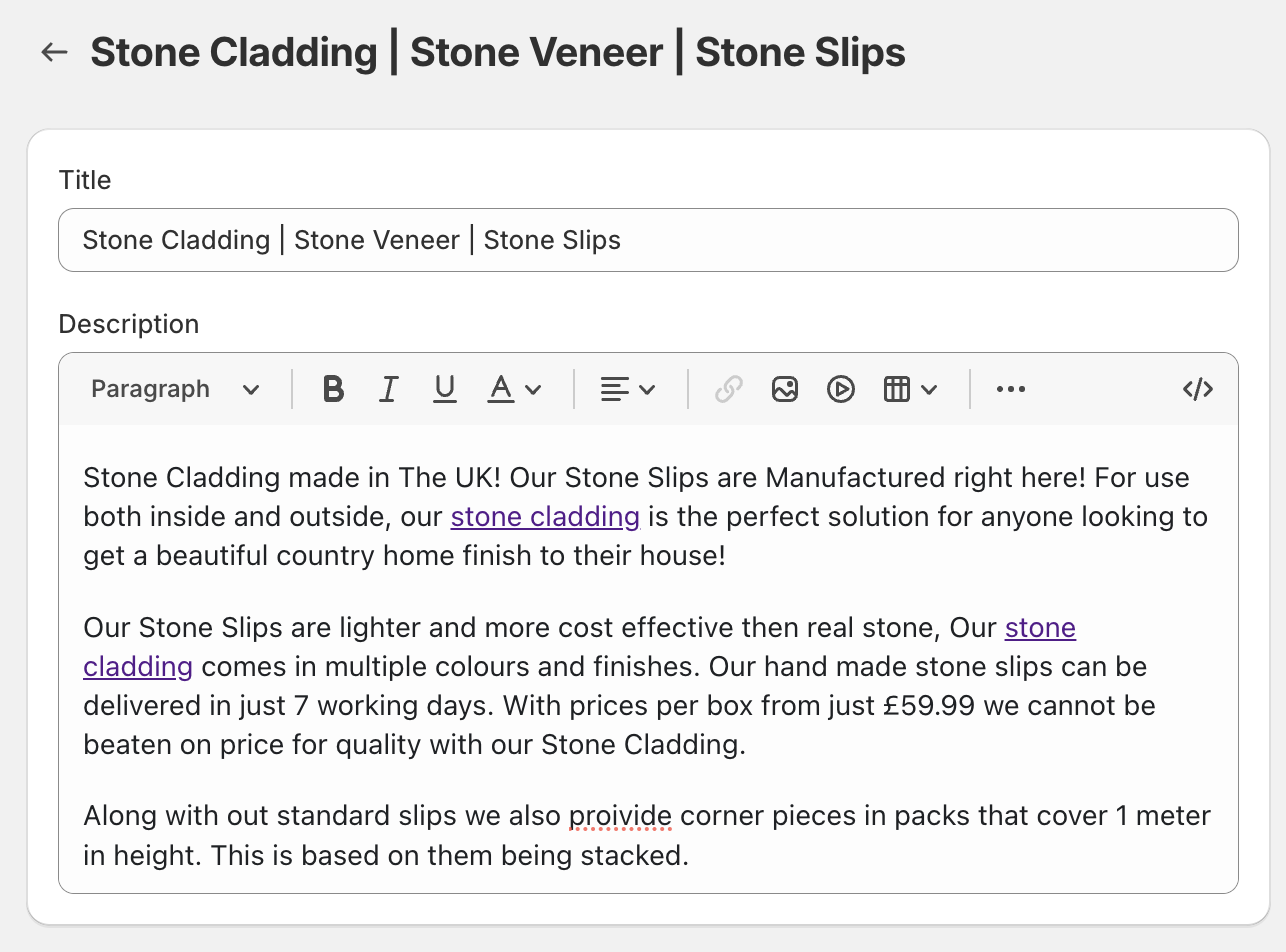 Stone Cladding | Stone Veneer | Stone Slips
Title
Stone Cladding | Stone Veneer | Stone Slips
Description
Paragraph B I U A
Stone Cladding made in The UK! Our Stone Slips are Manufactured right here! For use
both inside and outside, our stone cladding is the perfect solution for anyone looking to
get a beautiful country home finish to their house!
Our Stone Slips are lighter and more cost effective then real stone, Our stone
cladding comes in multiple colours and finishes. Our hand made stone slips can be
delivered in just 7 working days. With prices per box from just £59.99 we cannot be
beaten on price for quality with our Stone Cladding.
Along with out standard slips we also proivide corner pieces in packs that cover 1 meter
in height. This is based on them being stacked.